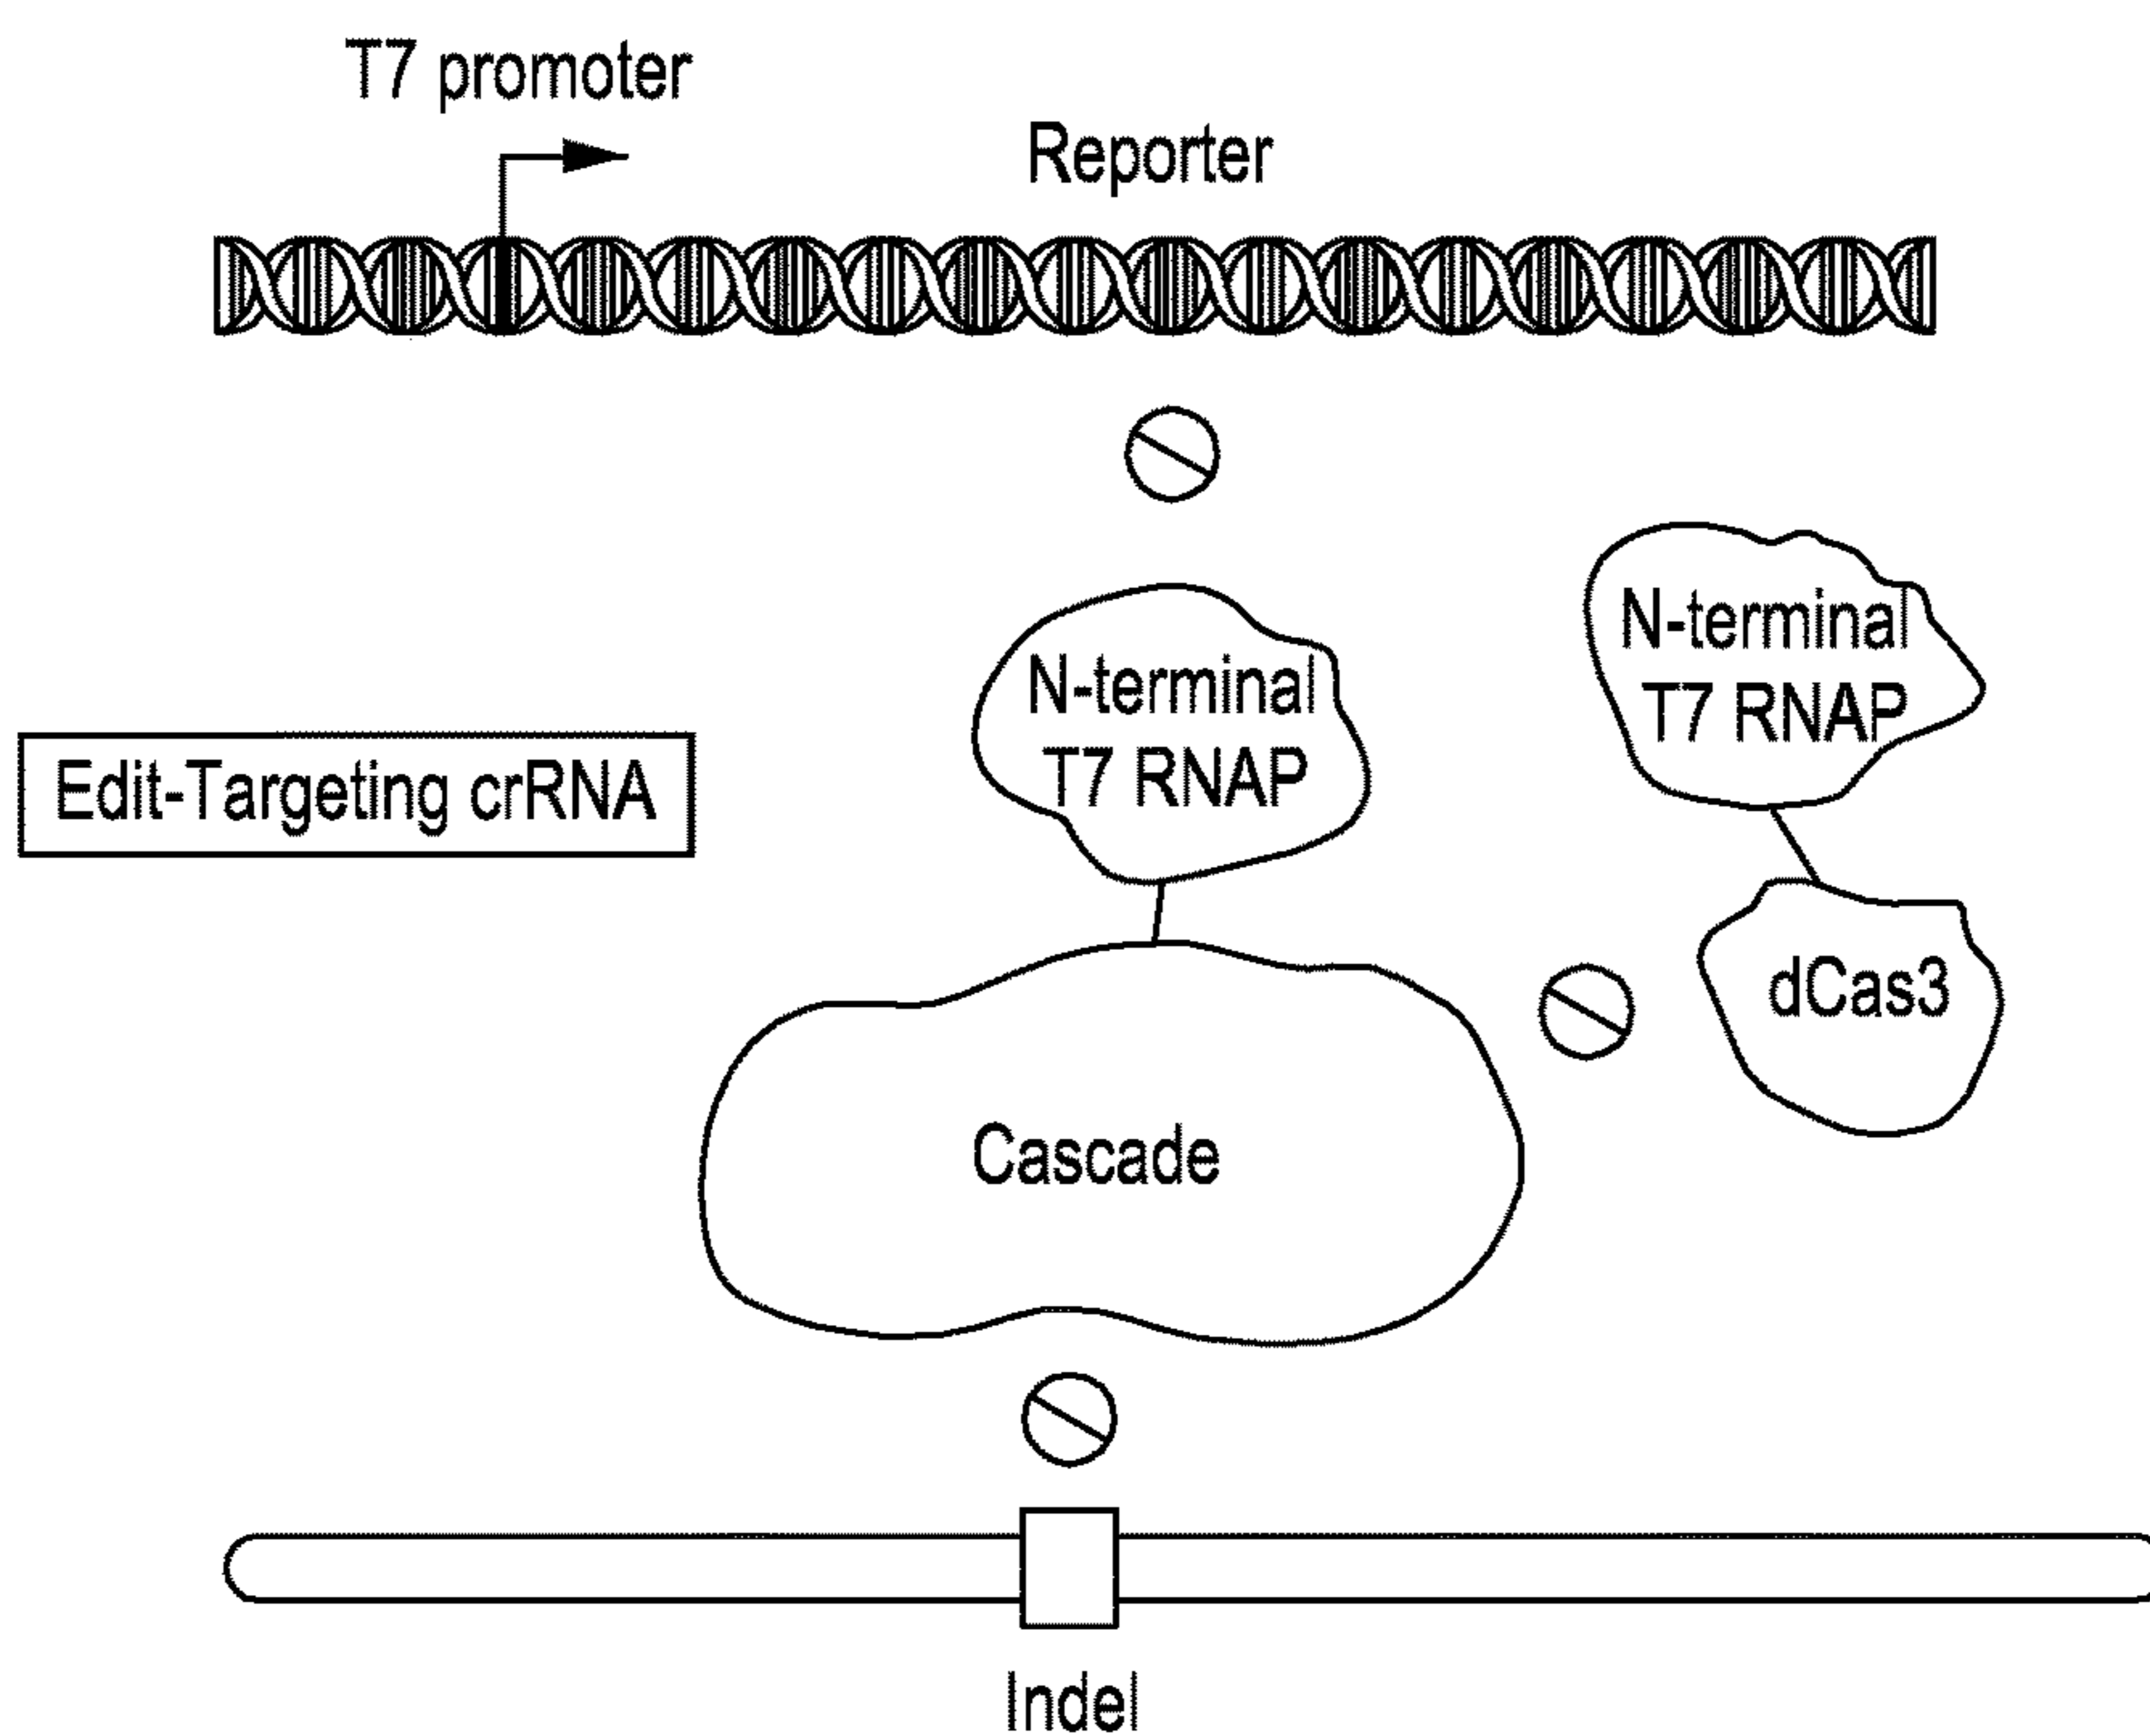 T7 promoter
Reporter
N-terminal
T7 RNAP
N-terminal
T7 RNAP
Edit-Targeting crRNA
dCas3
Cascade
Indel